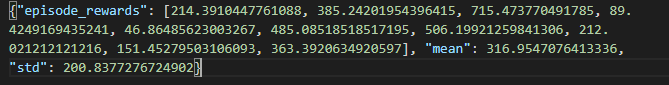 {"episode_rewards": [214.3910447761088, 385.24201954396415, 715.473770491785, 89.
4249169435241, 46.86485623003267, 485.08518518517195, 506.19921259841306, 212.
021212121216, 151.45279503106093, 363.3920634920597], "mean": 316.9547076413336,
"std": 200.8377276724902}